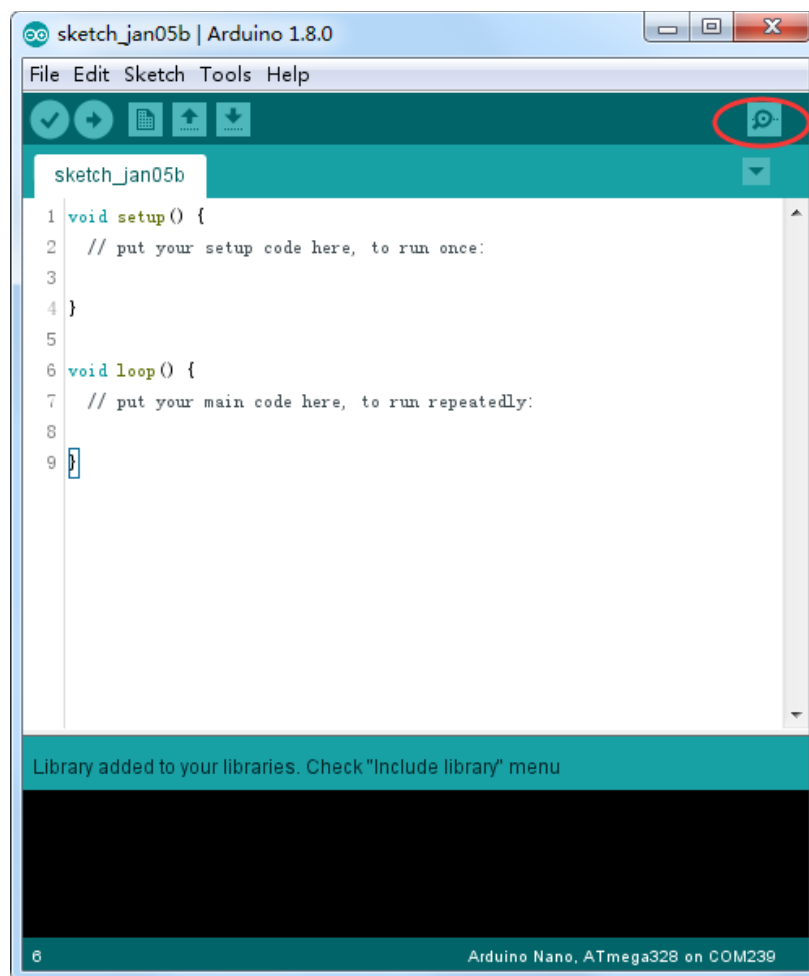 sketch_jan05b | Arduino 1.8.0
File Edit Sketch Tools Help
sketch_jan05b
1 void setup() {
2   // put your setup code here, to run once:
3
4 }
5
6 void loop() {
7   // put your main code here, to run repeatedly:
8
9 }
Library added to your libraries. Check "Include library" menu
6 Arduino Nano, ATmega328 on COM239